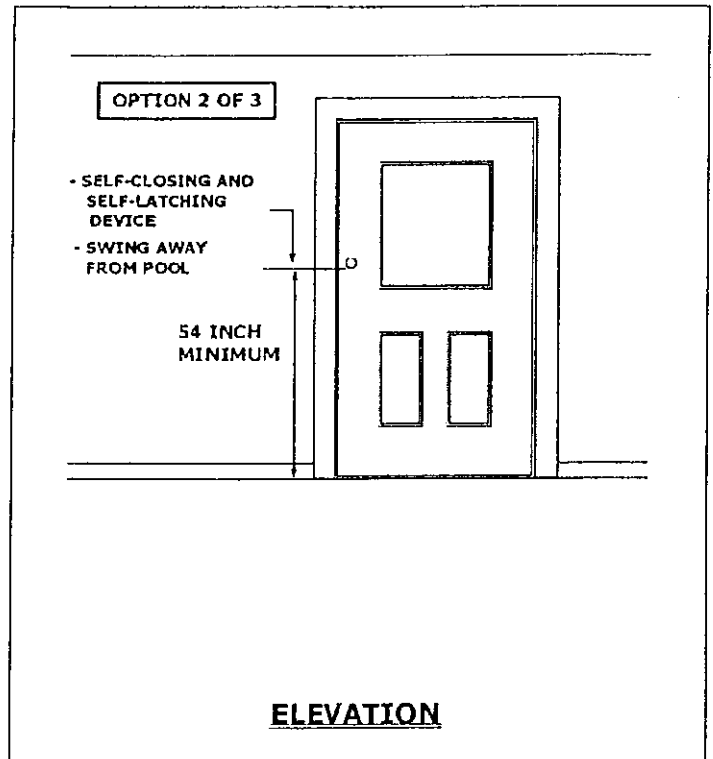 OPTION 2 OF 3
- SELF-CLOSING AND
SELF-LATCHING
DEVICE
- SWING AWAY
FROM POOL
54 INCH
MINIMUM
ELEVATION